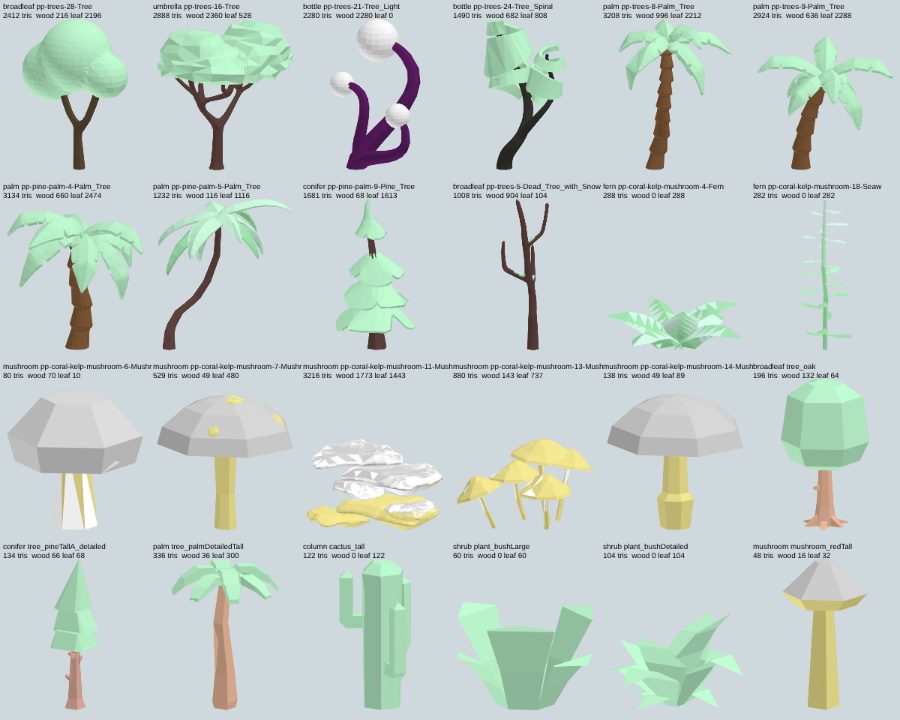 broadleaf pp-trees-28-Tree
2412 tris wood 216 leaf 2196
umbrella pp-trees-16-Tree
2888 tris wood 2360 leaf 528
bottle pp-trees-21-Tree_Light
2280 tris wood 2280 leaf 0
bottle pp-trees-24-Tree_Spiral
1490 tris wood 682 leaf 808
palm pp-trees-8-Palm_Tree
3208 tris wood 996 leaf 2212
palm pp-trees-9-Palm_Tree
2924 tris wood 636 leaf 2288
palm pp-pine-palm-4-Palm_Tree
3134 tris wood 660 leaf 2474
palm pp-pine-palm-5-Palm_Tree
1232 tris wood 116 leaf 1116
conifer pp-pine-palm-9-Pine_Tree
1681 tris wood 68 leaf 1613
broadleaf pp-trees-5-Dead_Tree_with_Snow
1008 tris wood 904 leaf 104
fern pp-coral-kelp-mushroom-4-Fern
288 tris wood 0 leaf 288
fern pp-coral-kelp-mushroom-18-Seaw
282 tris wood 0 leaf 282
mushroom pp-coral-kelp-mushroom-6-Mushr
80 tris wood 70 leaf 10
mushroom pp-coral-kelp-mushroom-7-Mushr
529 tris wood 49 leaf 480
mushroom pp-coral-kelp-mushroom-11-Mush
3216 tris wood 1773 leaf 1443
mushroom pp-coral-kelp-mushroom-13-Mush
880 tris wood 143 leaf 737
mushroom pp-coral-kelp-mushroom-14-Mush
138 tris wood 49 leaf 89
broadleaf tree_oak
196 tris wood 132 leaf 64
conifer tree_pineTallA_detailed
134 tris wood 66 leaf 68
palm tree_palmDetailedTall
336 tris wood 36 leaf 300
column cactus_tall
122 tris wood 0 leaf 122
shrub plant_bushLarge
60 tris wood 0 leaf 60
shrub plant_bushDetailed
104 tris wood 0 leaf 104
mushroom mushroom_redTall
48 tris wood 16 leaf 32